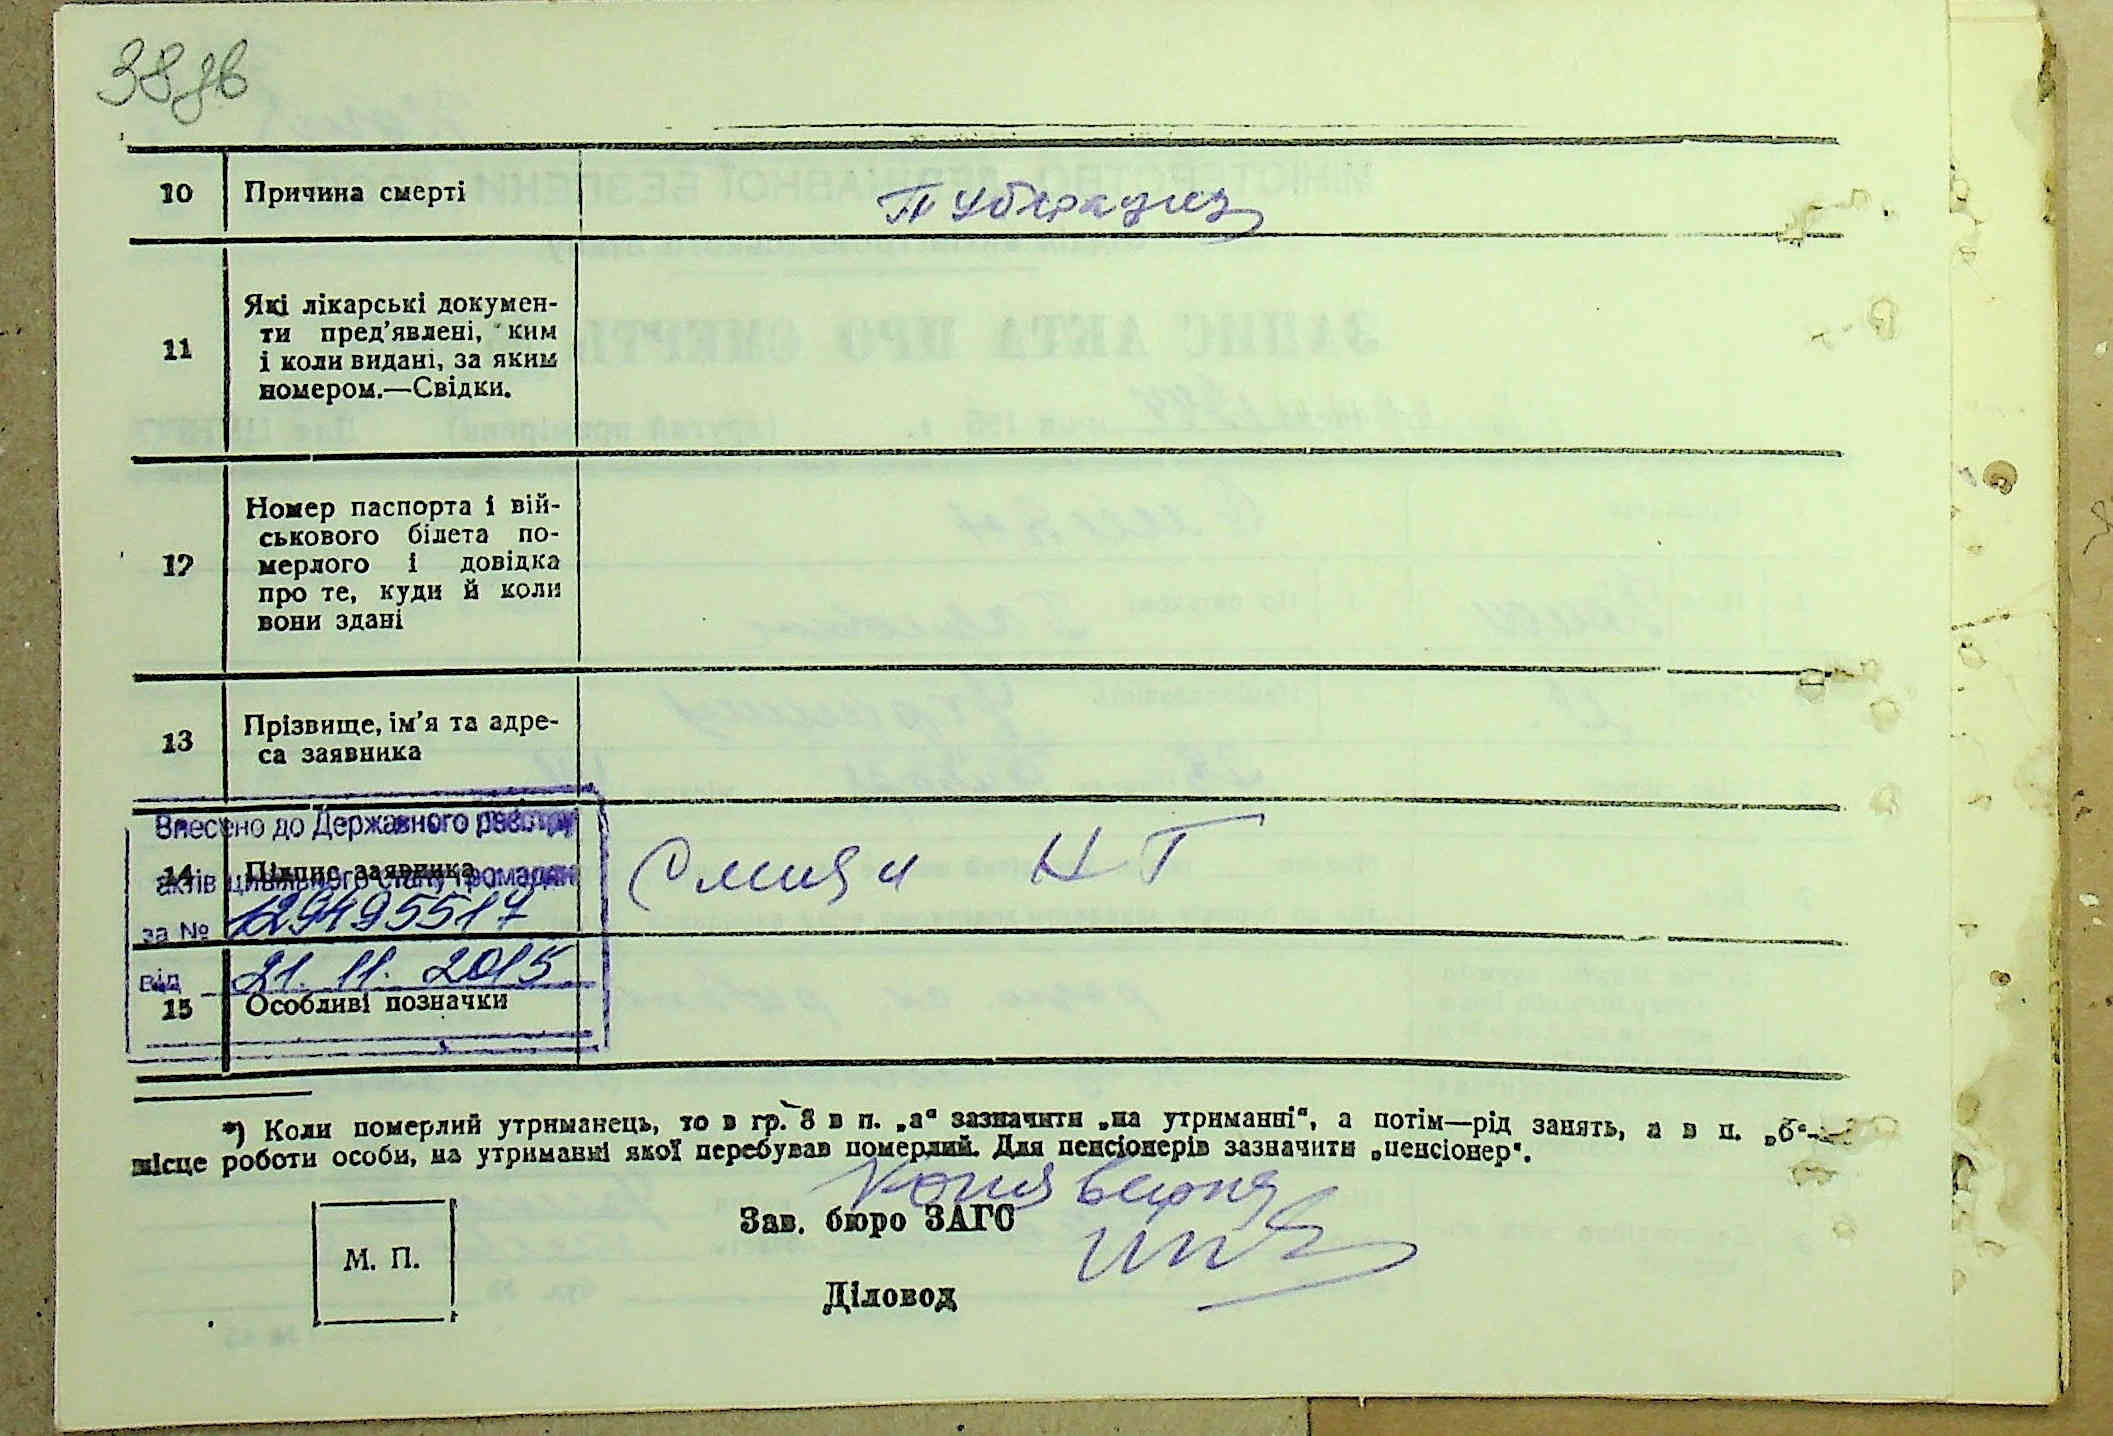 38зв
10 Причина смерті
11 Які лікарські докумен-
ти пред’явлені, ким
і коли видані, за яким
номером.—Свідки.
12 Номер паспорта і вій-
ськового білета по-
мерлого і довідка
про те, куди й коли
вони здані
13 Прізвище, ім’я та адре-
са заявника
Внесено до Державного реєстру
14 Підпис заявника
актів цивільного стану громадян
за №
від 21.11.2015
15 Особливі позначки
*) Коли померлий утриманець, то в гр. 8 в п. „а“ зазначити „на утриманні“, а потім—рід занять, а в п. „б“—
місце роботи особи, на утриманні якої перебував померлий. Для пенсіонерів зазначити „пенсіонер“.
Копия верна
Зав. бюро ЗАГС
М. П.
Діловод